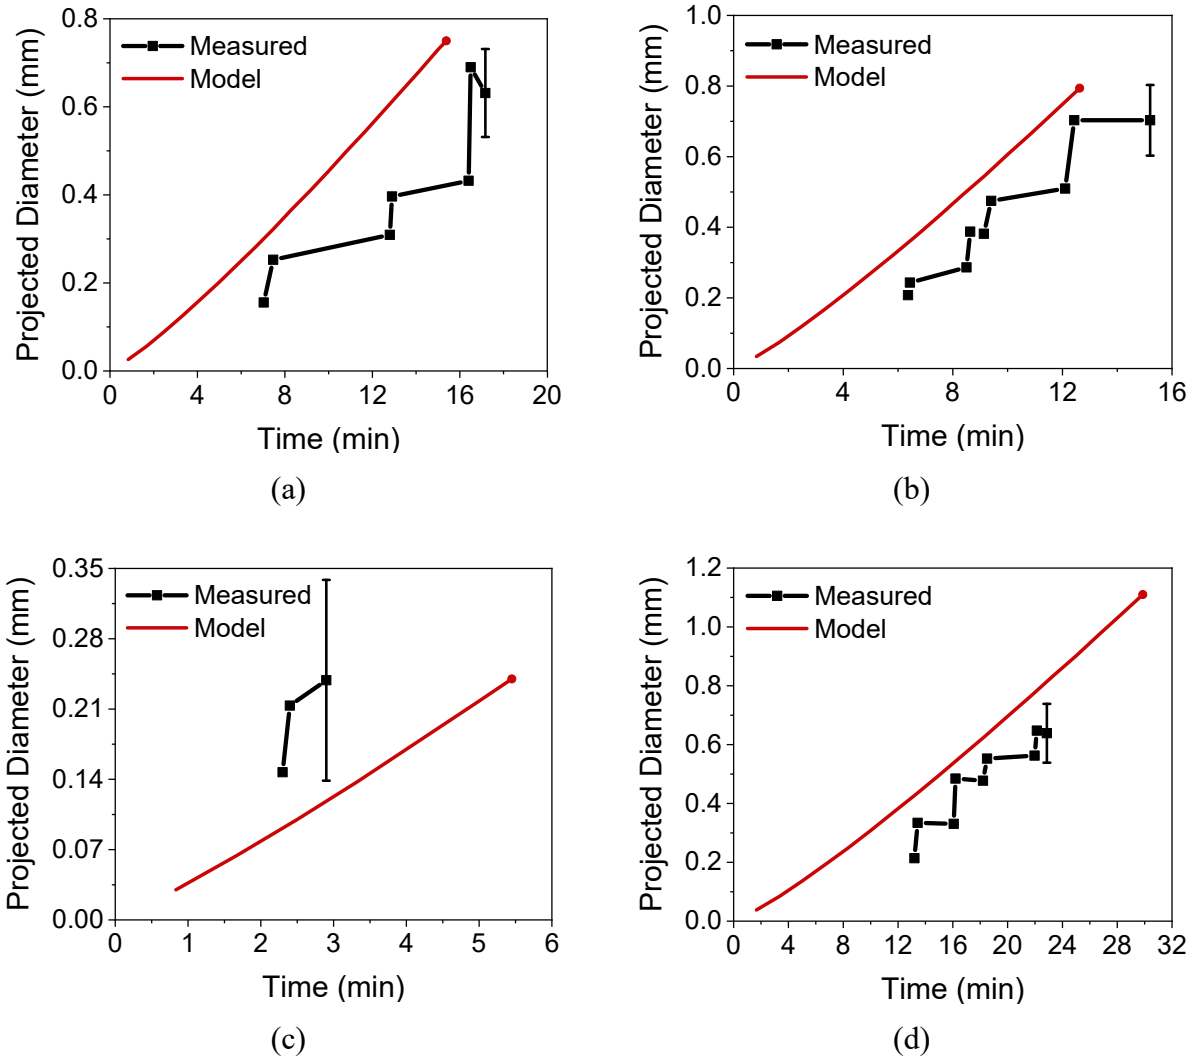 Projected Diameter (mm)
0.8
0.6
0.4
0.2
0.0
Measured
Model
0 4 8 12 16 20
Time (min)
(a)
Projected Diameter (mm)
1.0
0.8
0.6
0.4
0.2
0.0
Measured
Model
0 4 8 12 16
Time (min)
(b)
Projected Diameter (mm)
0.35
0.28
0.21
0.14
0.07
0.00
Measured
Model
0 1 2 3 4 5 6
Time (min)
(c)
Projected Diameter (mm)
1.2
1.0
0.8
0.6
0.4
0.2
0.0
Measured
Model
0 4 8 12 16 20 24 28 32
Time (min)
(d)